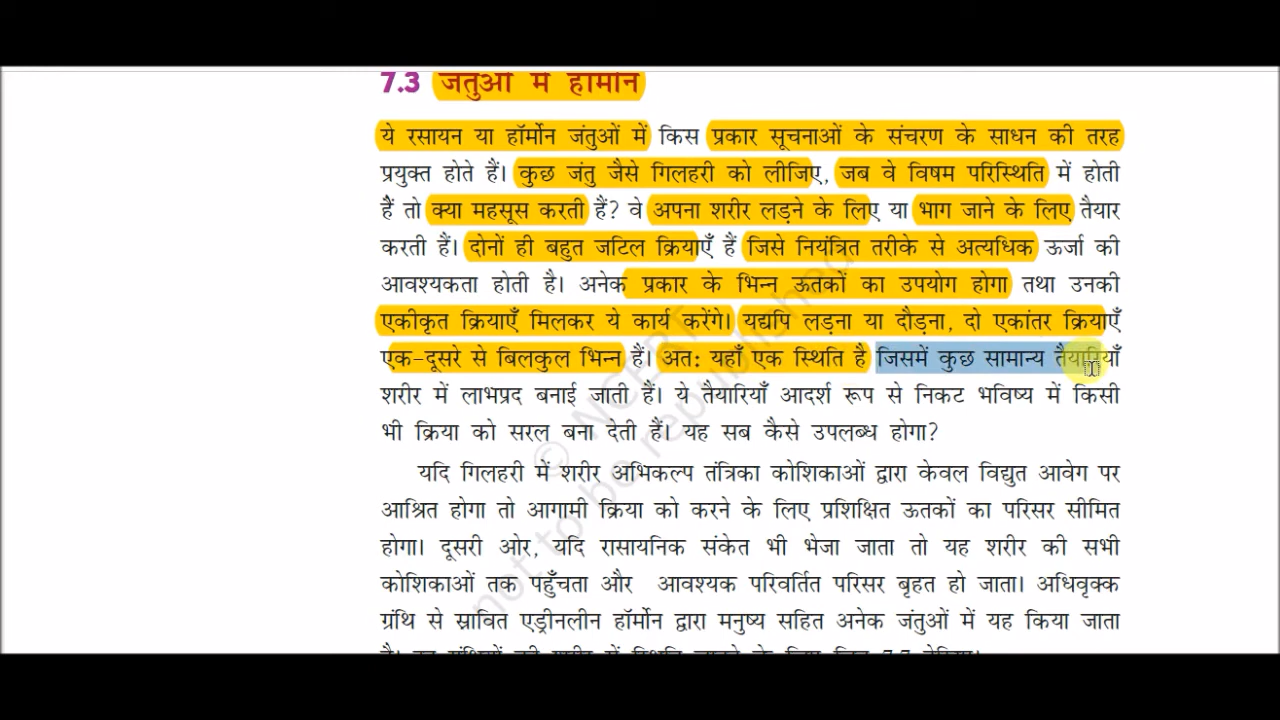 7.3 जंतुओं में हॉर्मोन
ये रसायन या हॉर्मोन जंतुओं में किस प्रकार सूचनाओं के संचरण के साधन की तरह
प्रयुक्त होते हैं। कुछ जंतु जैसे गिलहरी को लीजिए, जब वे विषम परिस्थिति में होती
हैं तो क्या महसूस करती हैं? वे अपना शरीर लड़ने के लिए या भाग जाने के लिए तैयार
करती हैं। दोनों ही बहुत जटिल क्रियाएँ हैं जिसे नियंत्रित तरीके से अत्यधिक ऊर्जा की
आवश्यकता होती है। अनेक प्रकार के भिन्न ऊतकों का उपयोग होगा तथा उनकी
एकीकृत क्रियाएँ मिलकर ये कार्य करेंगे। यद्यपि लड़ना या दौड़ना, दो एकांतर क्रियाएँ
एक-दूसरे से बिलकुल भिन्न हैं। अत: यहाँ एक स्थिति है जिसमें कुछ सामान्य तैयारियाँ
शरीर में लाभप्रद बनाई जाती हैं। ये तैयारियाँ आदर्श रूप से निकट भविष्य में किसी
भी क्रिया को सरल बना देती हैं। यह सब कैसे उपलब्ध होगा?
यदि गिलहरी में शरीर अभिकल्प तंत्रिका कोशिकाओं द्वारा केवल विद्युत आवेग पर
आश्रित होगा तो आगामी क्रिया को करने के लिए प्रशिक्षित ऊतकों का परिसर सीमित
होगा। दूसरी ओर, यदि रासायनिक संकेत भी भेजा जाता तो यह शरीर की सभी
कोशिकाओं तक पहुँचता और आवश्यक परिवर्तित परिसर बृहत हो जाता। अधिवृक्क
ग्रंथि से स्रावित एड्रीनलीन हॉर्मोन द्वारा मनुष्य सहित अनेक जंतुओं में यह किया जाता
© NCERT
not to be republished